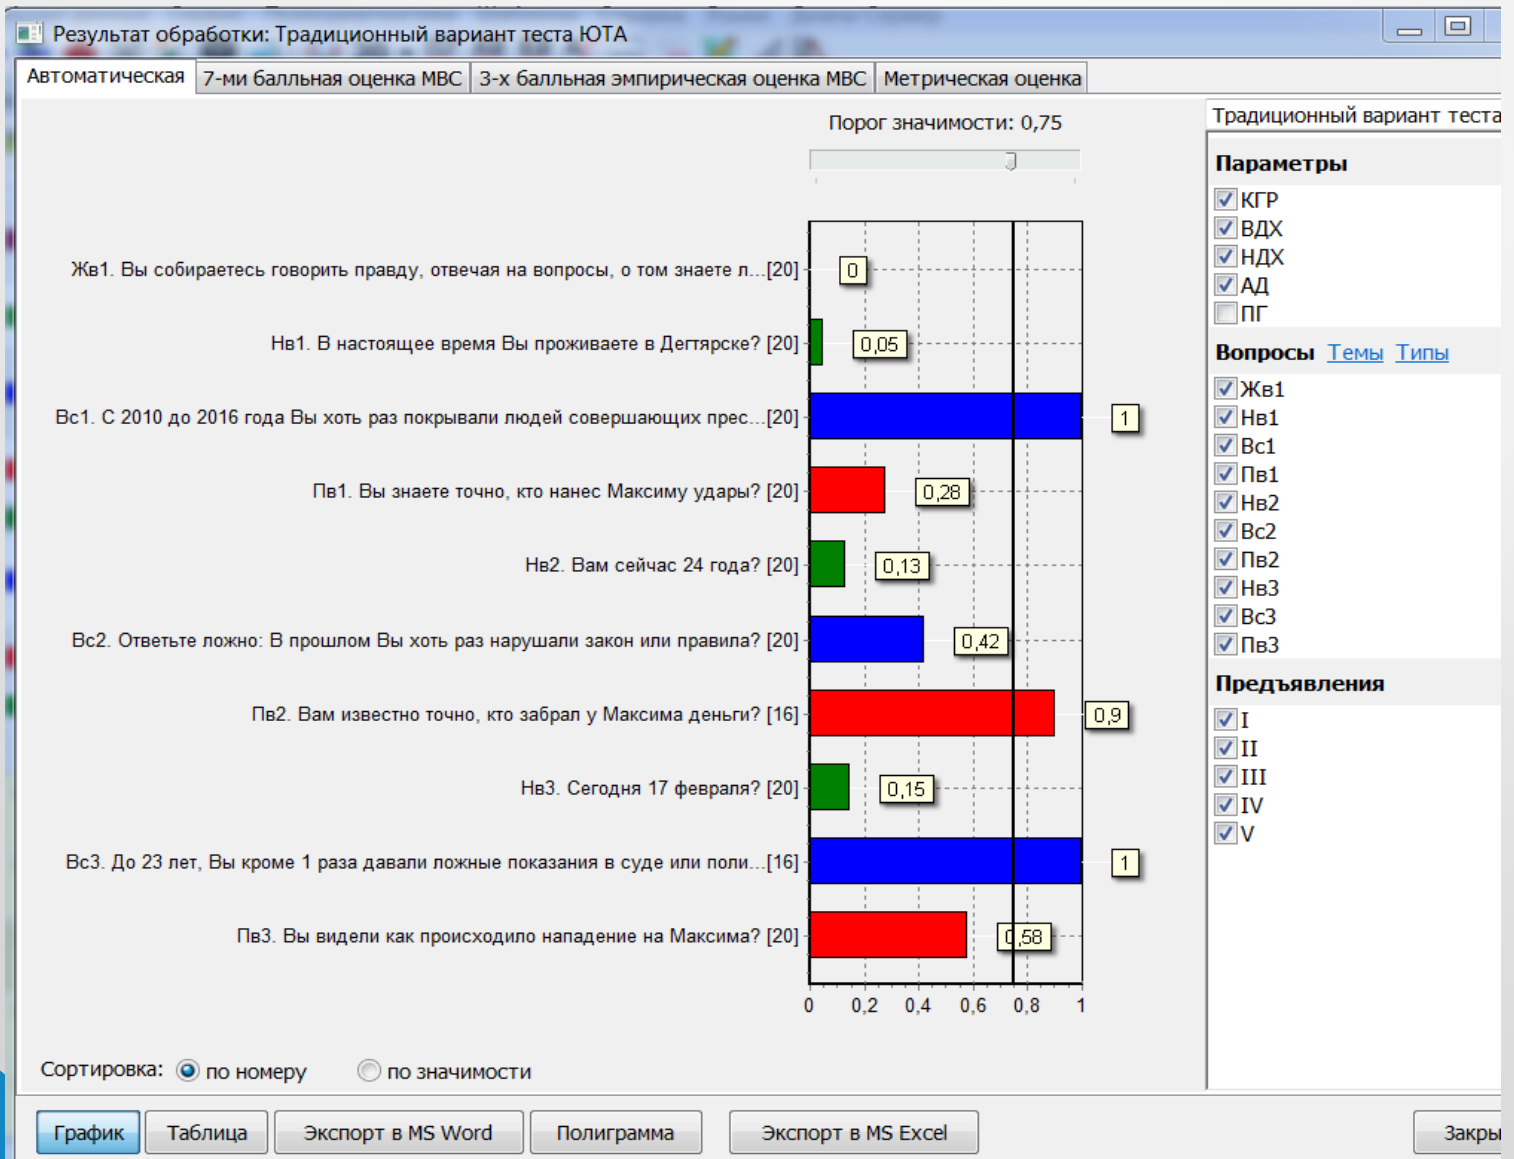 Результат обработки: Традиционный вариант теста ЮТА
Автоматическая
7-ми балльная оценка МВС
3-х балльная эмпирическая оценка МВС
Метрическая оценка
Порог значимости: 0,75
Жв1. Вы собираетесь говорить правду, отвечая на вопросы, о том знаете л...[20]
0
Нв1. В настоящее время Вы проживаете в Дегтярске? [20]
0,05
Вс1. С 2010 до 2016 года Вы хоть раз покрывали людей совершающих прес...[20]
1
Пв1. Вы знаете точно, кто нанес Максиму удары? [20]
0,28
Нв2. Вам сейчас 24 года? [20]
0,13
Вс2. Ответьте ложно: В прошлом Вы хоть раз нарушали закон или правила? [20]
0,42
Пв2. Вам известно точно, кто забрал у Максима деньги? [16]
0,9
Нв3. Сегодня 17 февраля? [20]
0,15
Вс3. До 23 лет, Вы кроме 1 раза давали ложные показания в суде или поли...[16]
1
Пв3. Вы видели как происходило нападение на Максима? [20]
0,58
0 0,2 0,4 0,6 0,8 1
Сортировка: по номеру по значимости
График
Таблица
Экспорт в MS Word
Полиграмма
Экспорт в MS Excel
Закры
Традиционный вариант теста
Параметры
КГР
ВДХ
НДХ
АД
ПГ
Вопросы Темы Типы
Жв1
Нв1
Вс1
Пв1
Нв2
Вс2
Пв2
Нв3
Вс3
Пв3
Предъявления
I
II
III
IV
V